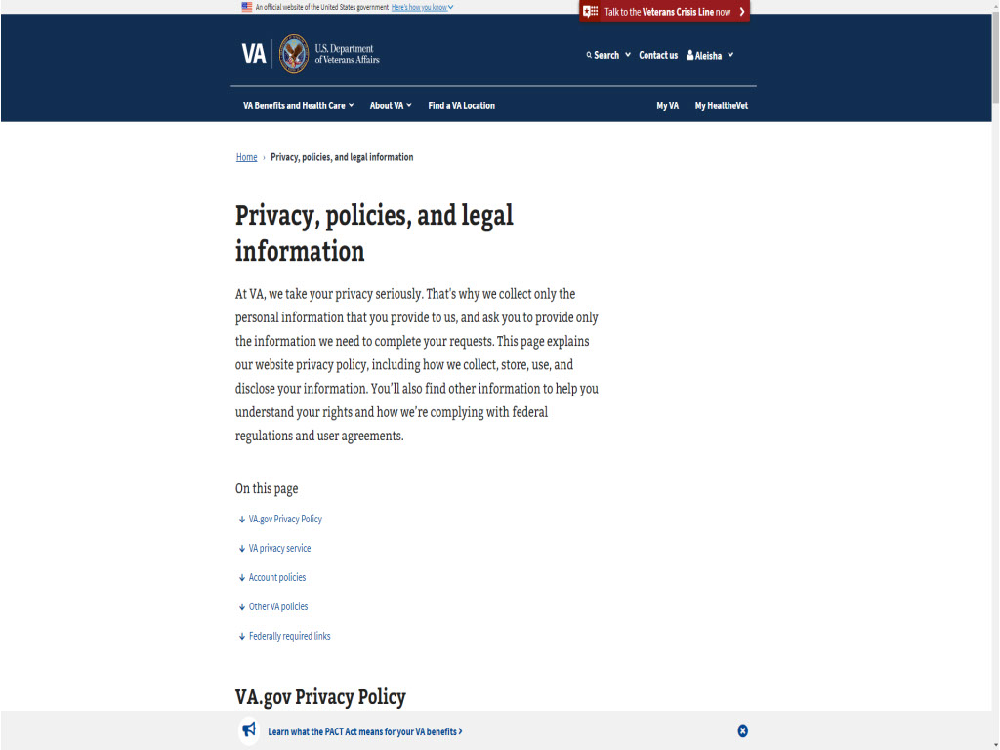 An official website of the United States government Here's how you know
Talk to the Veterans Crisis Line now
VA
U.S. Department
of Veterans Affairs
Search
Contact us
Aleisha
VA Benefits and Health Care
About VA
Find a VA Location
My VA
My HealtheVet
Home › Privacy, policies, and legal information
Privacy, policies, and legal
information
At VA, we take your privacy seriously. That's why we collect only the
personal information that you provide to us, and ask you to provide only
the information we need to complete your requests. This page explains
our website privacy policy, including how we collect, store, use, and
disclose your information. You'll also find other information to help you
understand your rights and how we're complying with federal
regulations and user agreements.
On this page
VA.gov Privacy Policy
VA privacy service
Account policies
Other VA policies
Federally required links
VA.gov Privacy Policy
Learn what the PACT Act means for your VA benefits